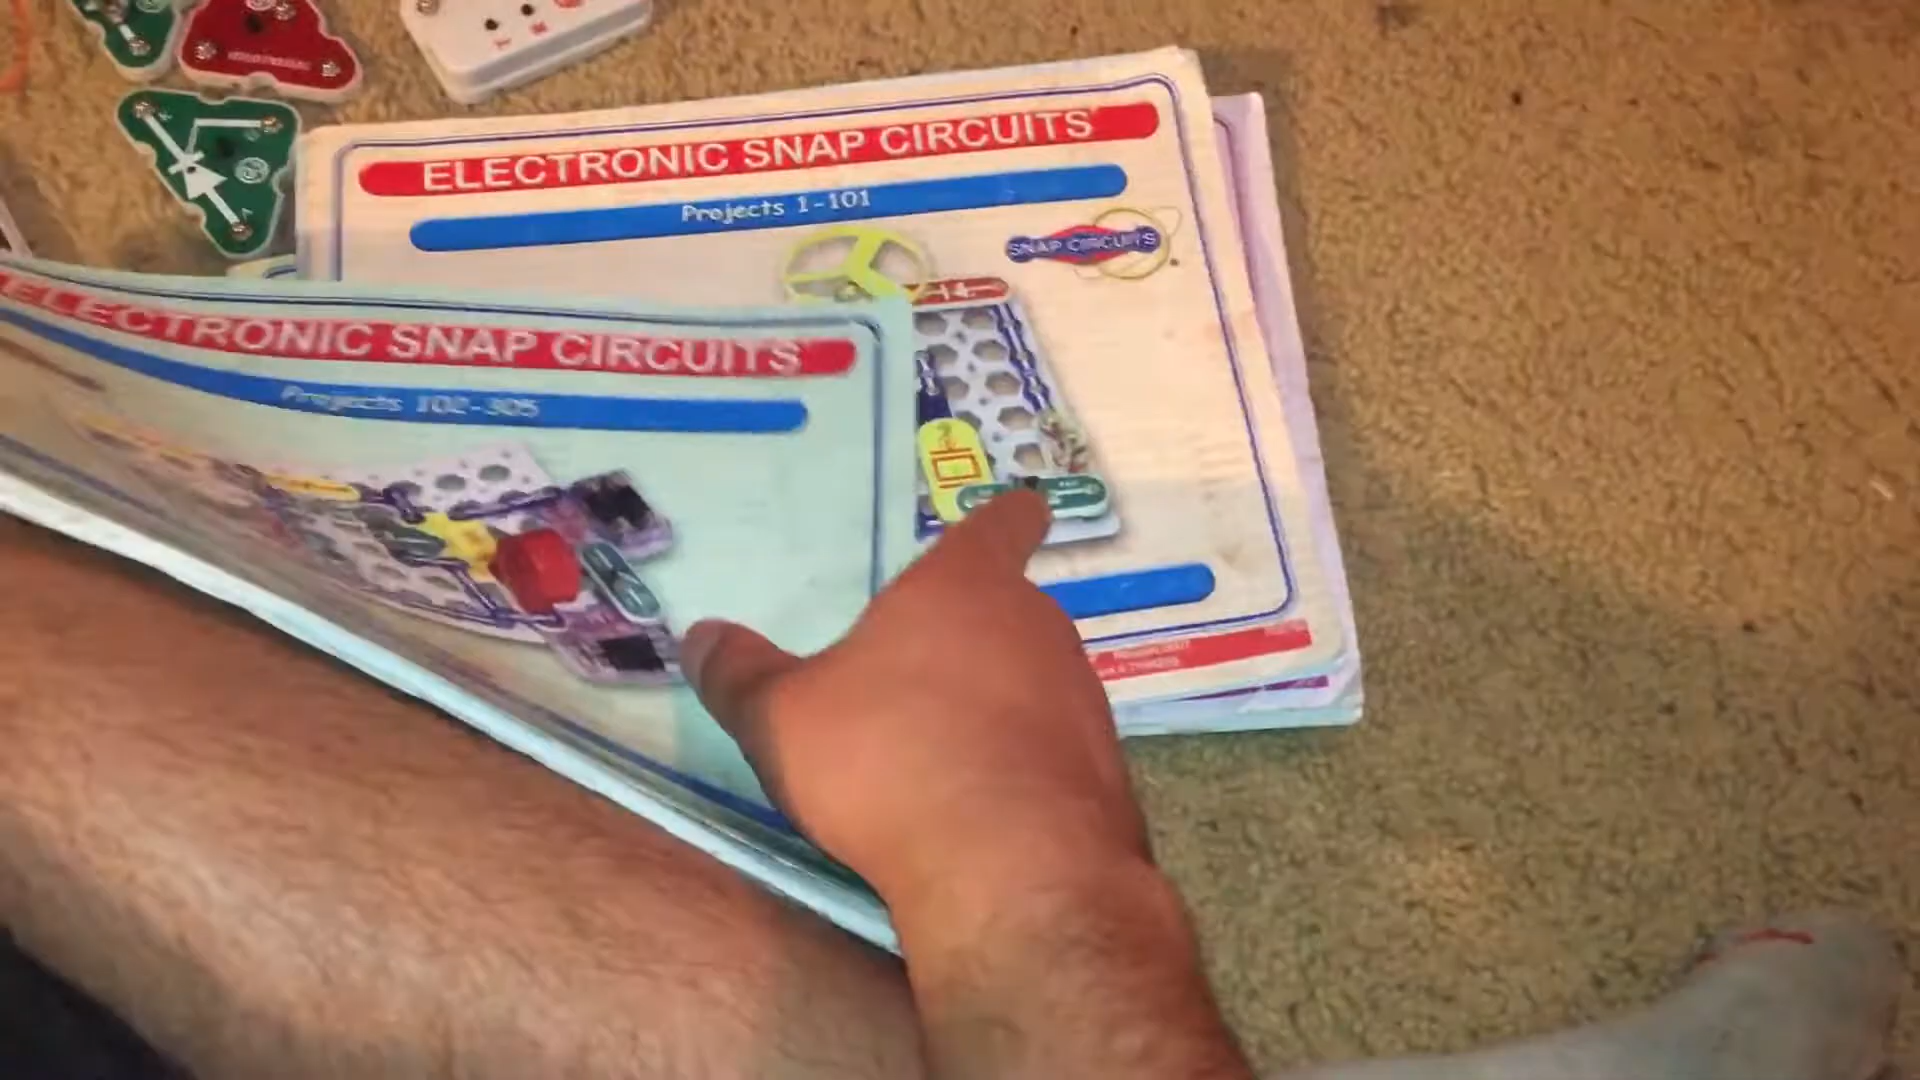 ELECTRONIC SNAP CIRCUITS
Projects 1-101
SNAP CIRCUITS
ELECTRONIC SNAP CIRCUITS
Projects 102-305